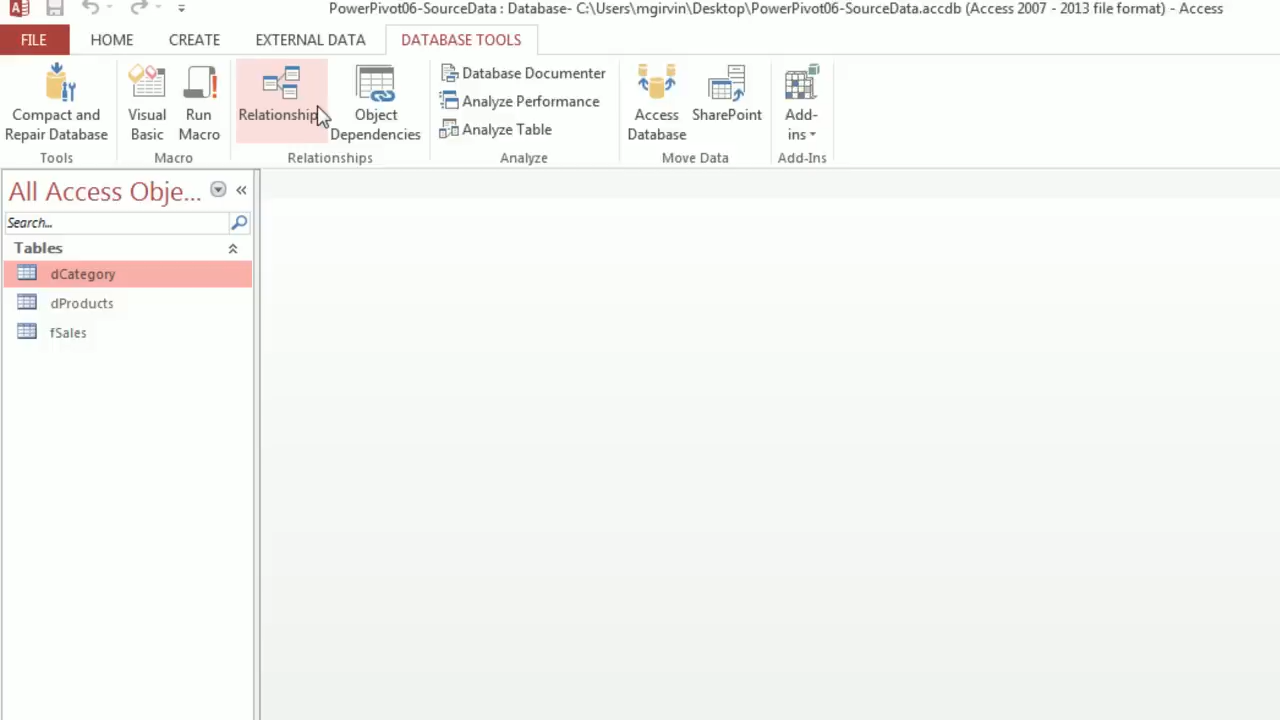 PowerPivot06-SourceData : Database- C:\Users\mgirvin\Desktop\PowerPivot06-SourceData.accdb (Access 2007 - 2013 file format) - Access
FILE HOME CREATE EXTERNAL DATA DATABASE TOOLS
Compact and Repair Database
Visual Basic
Run Macro
Relationship
Object Dependencies
Database Documenter
Analyze Performance
Analyze Table
Access Database
SharePoint
Add-ins
Tools Macro Relationships Analyze Move Data Add-Ins
All Access Obje... «
Search...
Tables
dCategory
dProducts
fSales